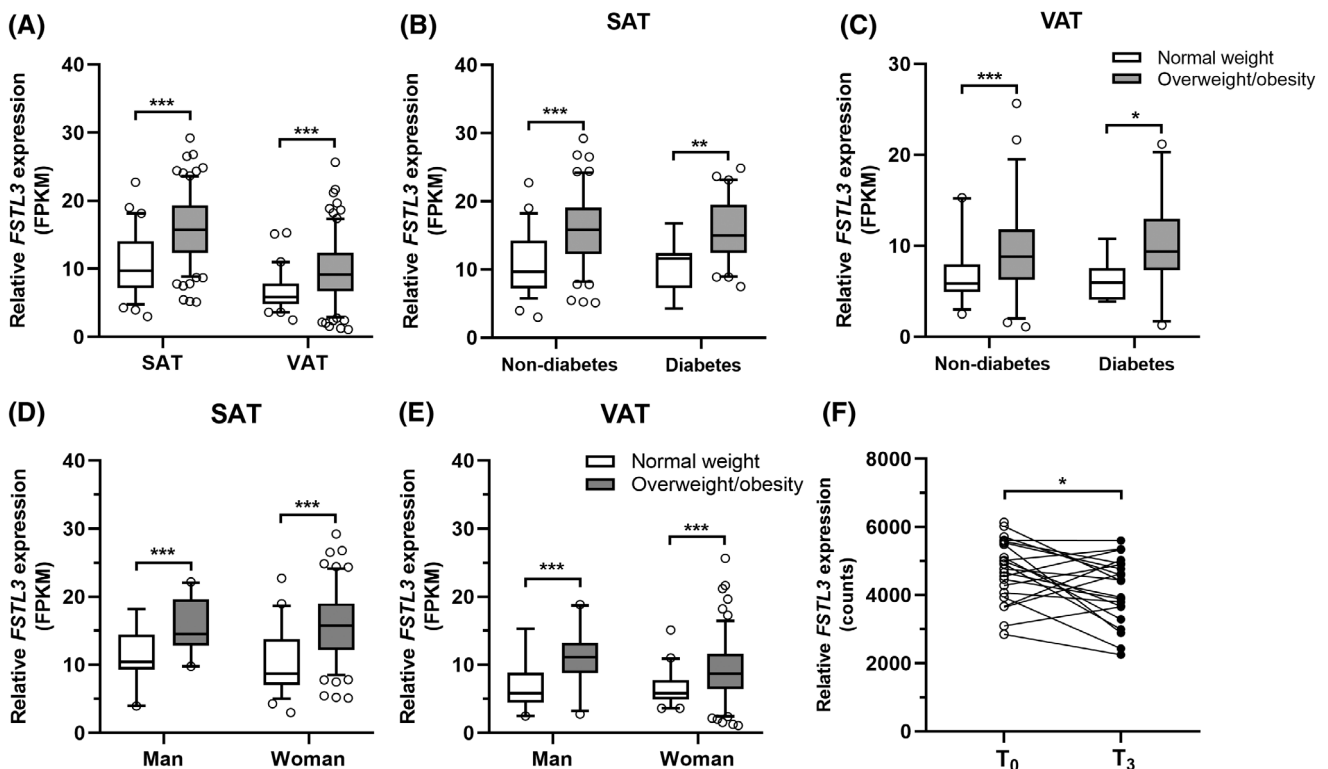 (A)
Relative FSTL3 expression
(FPKM)
40
30
20
10
0
***
***
SAT
VAT
(B)
SAT
Relative FSTL3 expression
(FPKM)
40
30
20
10
0
***
**
Non-diabetes
Diabetes
(C)
VAT
Normal weight
Overweight/obesity
Relative FSTL3 expression
(FPKM)
30
20
10
0
***
*
Non-diabetes
Diabetes
(D)
SAT
Relative FSTL3 expression
(FPKM)
40
30
20
10
0
***
***
Man
Woman
(E)
VAT
Normal weight
Overweight/obesity
Relative FSTL3 expression
(FPKM)
40
30
20
10
0
***
***
Man
Woman
(F)
Relative FSTL3 expression
(counts)
8000
6000
4000
2000
0
*
T₀
T₃